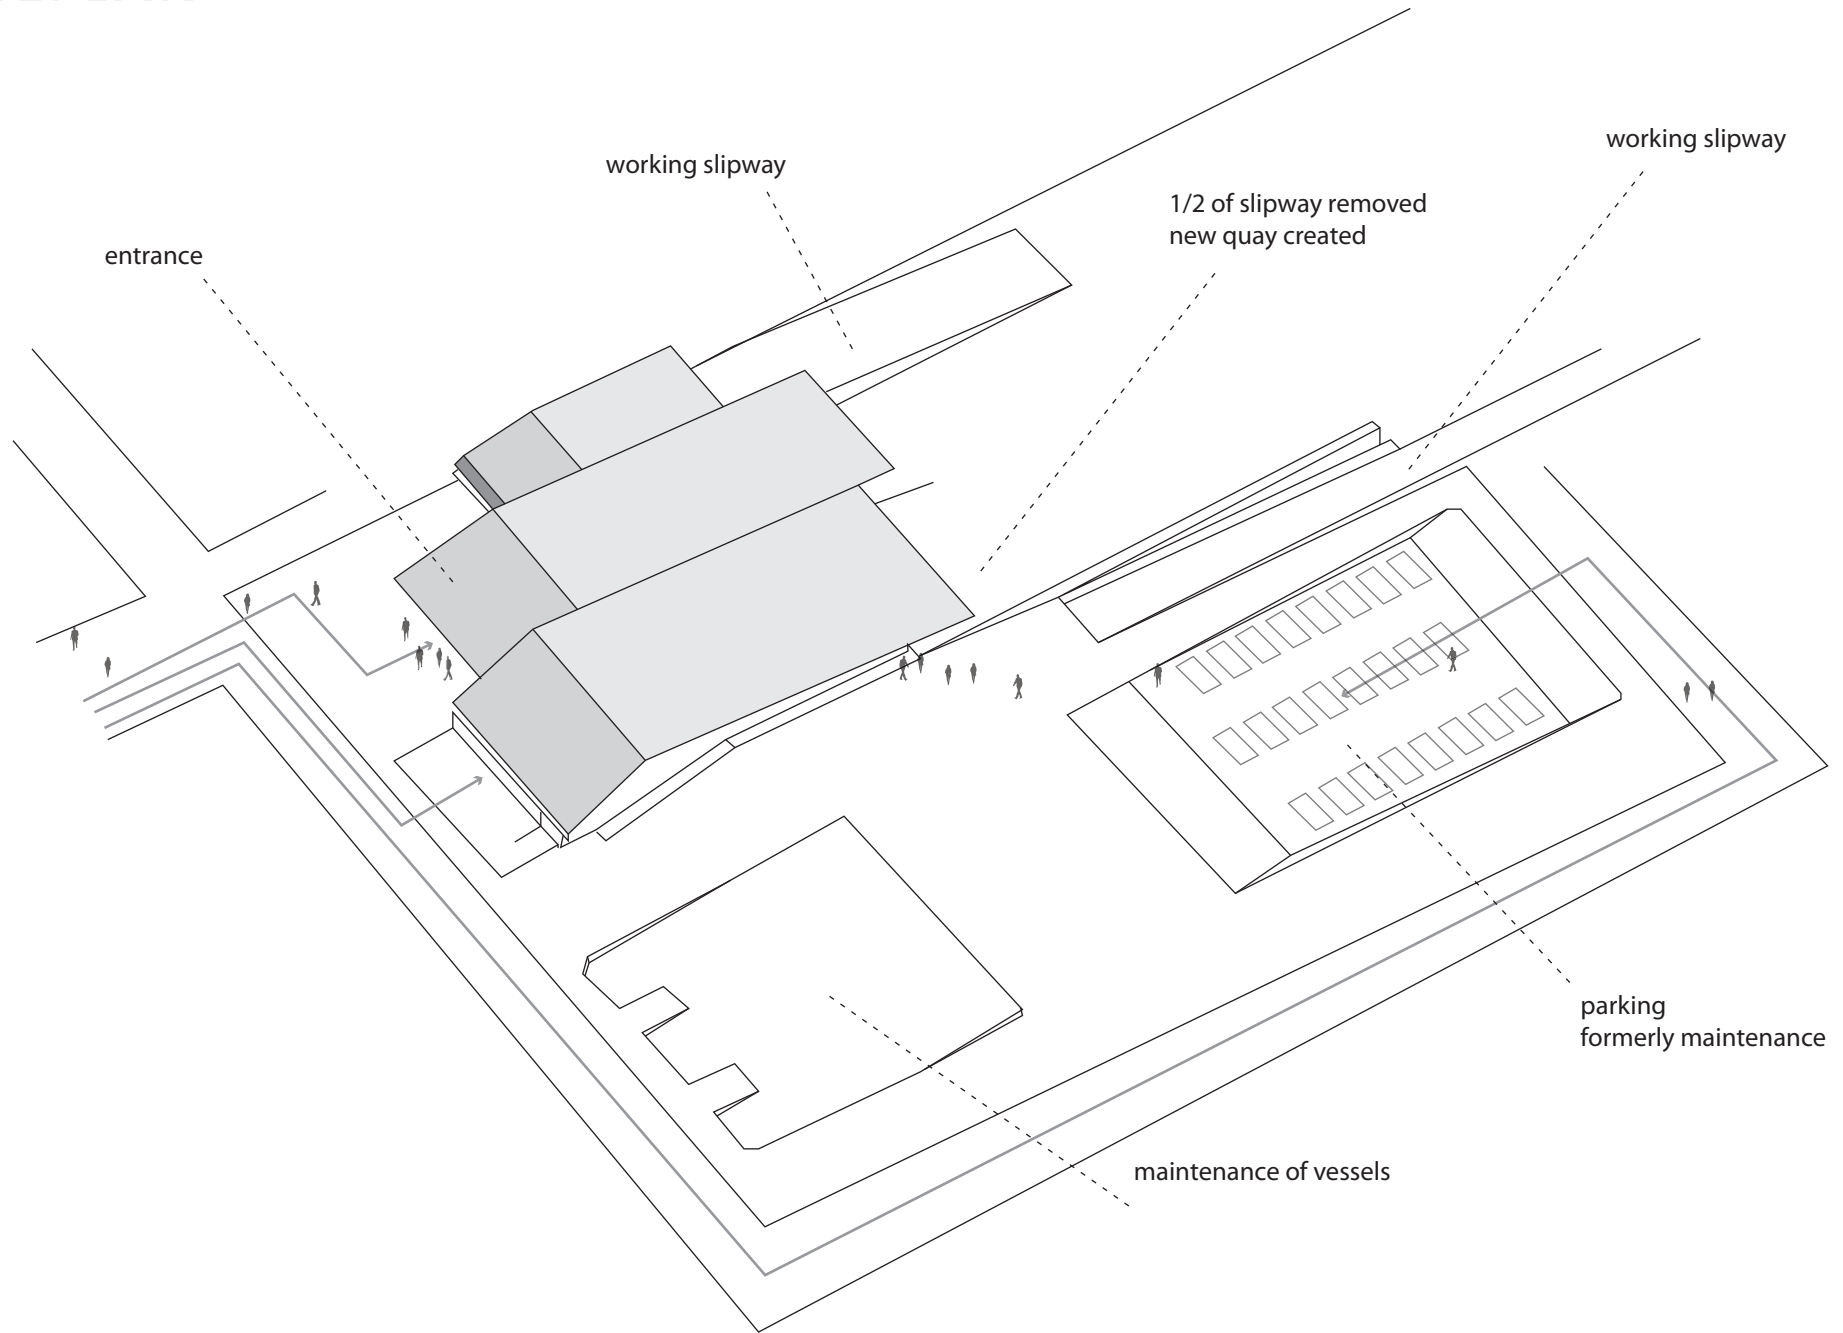 working slipway
working slipway
1/2 of slipway removed
new quay created
entrance
parking
formerly maintenance
maintenance of vessels